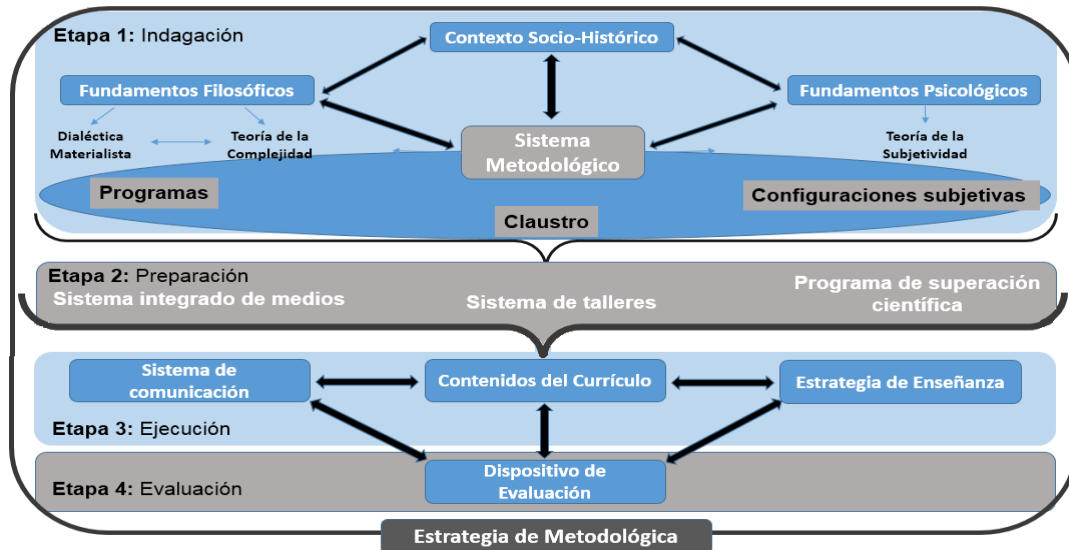 Etapa 1: Indagación
Contexto Socio-Histórico
Fundamentos Filosóficos
Fundamentos Psicológicos
Dialéctica
Materialista
Teoría de la
Complejidad
Sistema
Metodológico
Teoría de la
Subjetividad
Programas
Claustro
Configuraciones subjetivas
Etapa 2: Preparación
Sistema integrado de medios
Sistema de talleres
Programa de superación
científica
Sistema de
comunicación
Contenidos del Currículo
Estrategia de Enseñanza
Etapa 3: Ejecución
Etapa 4: Evaluación
Dispositivo de
Evaluación
Estrategia de Metodológica